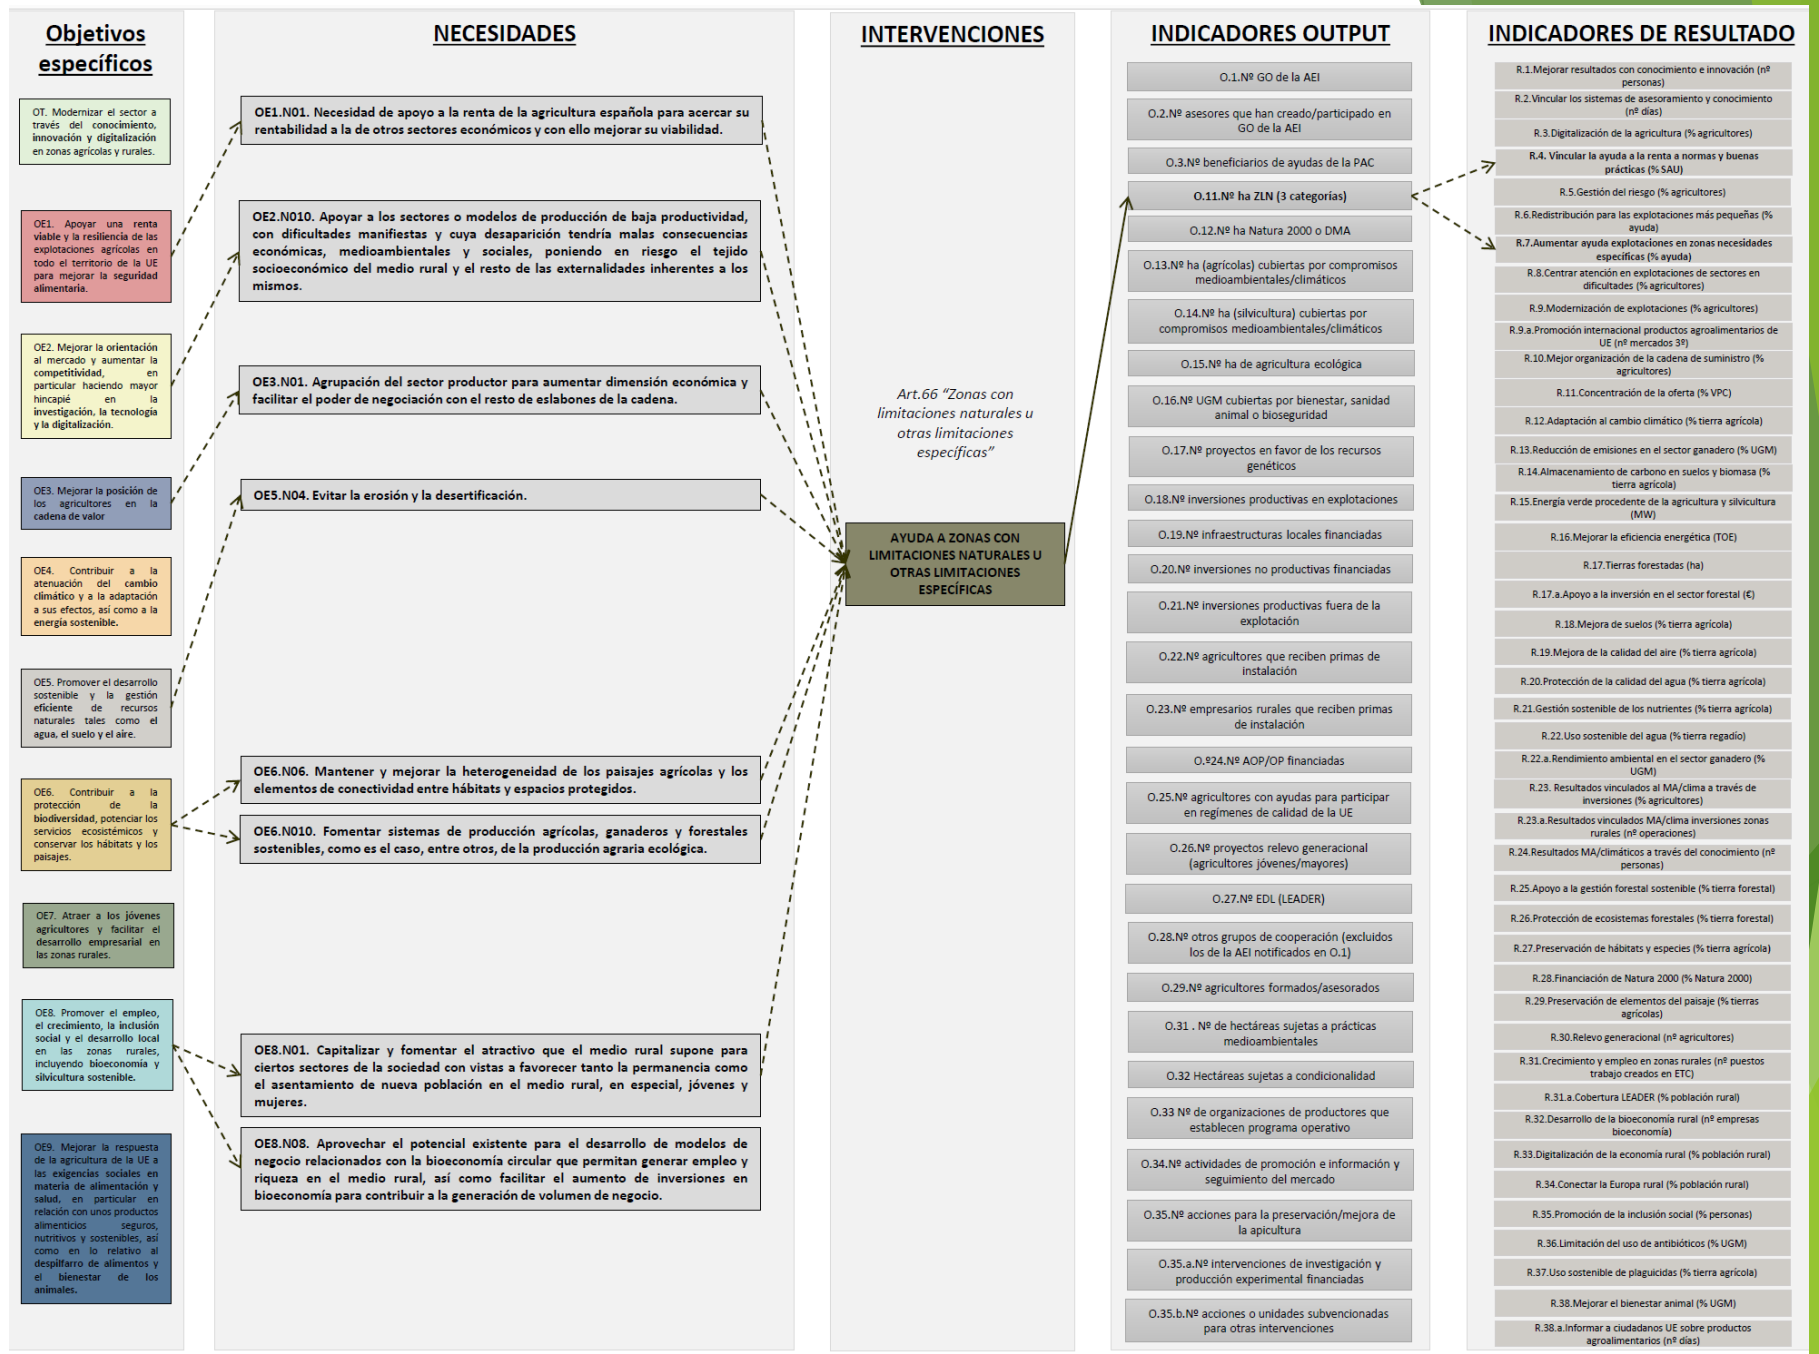 Objetivos
específicos
OT. Modernizar el sector a
través del conocimiento,
innovación y digitalización
en zonas agrícolas y rurales.
OE1. Apoyar una renta
viable y la resiliencia de las
explotaciones agrícolas en
todo el territorio de la UE
para mejorar la seguridad
alimentaria.
OE2. Mejorar la orientación
al mercado y aumentar la
competitividad, en
particular haciendo mayor
hincapié en la
investigación, la tecnología
y la digitalización.
OE3. Mejorar la posición de
los agricultores en la
cadena de valor
OE4. Contribuir a la
atenuación del cambio
climático y a la adaptación
a sus efectos, así como a la
energía sostenible.
OE5. Promover el desarrollo
sostenible y la gestión
eficiente de recursos
naturales tales como el
agua, el suelo y el aire.
OE6. Contribuir a la
protección de la
biodiversidad, potenciar los
servicios ecosistémicos y
conservar los hábitats y los
paisajes.
OE7. Atraer a los jóvenes
agricultores y facilitar el
desarrollo empresarial en
las zonas rurales.
OE8. Promover el empleo,
el crecimiento, la inclusión
social y el desarrollo local
en las zonas rurales,
incluyendo bioeconomía y
silvicultura sostenible.
OE9. Mejorar la respuesta
de la agricultura de la UE a
las exigencias sociales en
materia de alimentación y
salud, en particular en
relación con unos productos
alimenticios seguros,
nutritivos y sostenibles, así
como en lo relativo al
despilfarro de alimentos y
el bienestar de los
animales.
NECESIDADES
OE1.N01. Necesidad de apoyo a la renta de la agricultura española para acercar su
rentabilidad a la de otros sectores económicos y con ello mejorar su viabilidad.
OE2.N010. Apoyar a los sectores o modelos de producción de baja productividad,
con dificultades manifiestas y cuya desaparición tendría malas consecuencias
económicas, medioambientales y sociales, poniendo en riesgo el tejido
socioeconómico del medio rural y el resto de las externalidades inherentes a los
mismos.
OE3.N01. Agrupación del sector productor para aumentar dimensión económica y
facilitar el poder de negociación con el resto de eslabones de la cadena.
OE5.N04. Evitar la erosión y la desertificación.
OE6.N06. Mantener y mejorar la heterogeneidad de los paisajes agrícolas y los
elementos de conectividad entre hábitats y espacios protegidos.
OE6.N010. Fomentar sistemas de producción agrícolas, ganaderos y forestales
sostenibles, como es el caso, entre otros, de la producción agraria ecológica.
OE8.N01. Capitalizar y fomentar el atractivo que el medio rural supone para
ciertos sectores de la sociedad con vistas a favorecer tanto la permanencia como
el asentamiento de nueva población en el medio rural, en especial, jóvenes y
mujeres.
OE8.N08. Aprovechar el potencial existente para el desarrollo de modelos de
negocio relacionados con la bioeconomía circular que permitan generar empleo y
riqueza en el medio rural, así como facilitar el aumento de inversiones en
bioeconomía para contribuir a la generación de volumen de negocio.
INTERVENCIONES
Art.66 “Zonas con
limitaciones naturales u
otras limitaciones
específicas”
AYUDA A ZONAS CON
LIMITACIONES NATURALES U
OTRAS LIMITACIONES
ESPECÍFICAS
INDICADORES OUTPUT
O.1.Nº GO de la AEI
O.2.Nº asesores que han creado/participado en
GO de la AEI
O.3.Nº beneficiarios de ayudas de la PAC
O.11.Nº ha ZLN (3 categorías)
O.12.Nº ha Natura 2000 o DMA
O.13.Nº ha (agrícolas) cubiertas por compromisos
medioambientales/climáticos
O.14.Nº ha (silvicultura) cubiertas por
compromisos medioambientales/climáticos
O.15.Nº ha de agricultura ecológica
O.16.Nº UGM cubiertas por bienestar, sanidad
animal o bioseguridad
O.17.Nº proyectos en favor de los recursos
genéticos
O.18.Nº inversiones productivas en explotaciones
O.19.Nº infraestructuras locales financiadas
O.20.Nº inversiones no productivas financiadas
O.21.Nº inversiones productivas fuera de la
explotación
O.22.Nº agricultores que reciben primas de
instalación
O.23.Nº empresarios rurales que reciben primas
de instalación
O.º24.Nº AOP/OP financiadas
O.25.Nº agricultores con ayudas para participar
en regímenes de calidad de la UE
O.26.Nº proyectos relevo generacional
(agricultores jóvenes/mayores)
O.27.Nº EDL (LEADER)
O.28.Nº otros grupos de cooperación (excluidos
los de la AEI notificados en O.1)
O.29.Nº agricultores formados/asesorados
O.31 . Nº de hectáreas sujetas a prácticas
medioambientales
O.32 Hectáreas sujetas a condicionalidad
O.33 Nº de organizaciones de productores que
establecen programa operativo
O.34.Nº actividades de promoción e información y
seguimiento del mercado
O.35.Nº acciones para la preservación/mejora de
la apicultura
O.35.a.Nº intervenciones de investigación y
producción experimental financiadas
O.35.b.Nº acciones o unidades subvencionadas
para otras intervenciones
INDICADORES DE RESULTADO
R.1.Mejorar resultados con conocimiento e innovación (nº
personas)
R.2.Vincular los sistemas de asesoramiento y conocimiento
(nº días)
R.3.Digitalización de la agricultura (% agricultores)
R.4. Vincular la ayuda a la renta a normas y buenas
prácticas (% SAU)
R.5.Gestión del riesgo (% agricultores)
R.6.Redistribución para las explotaciones más pequeñas (%
ayuda)
R.7.Aumentar ayuda explotaciones en zonas necesidades
específicas (% ayuda)
R.8.Centrar atención en explotaciones de sectores en
dificultades (% agricultores)
R.9.Modernización de explotaciones (% agricultores)
R.9.a.Promoción internacional productos agroalimentarios de
UE (nº mercados 3º)
R.10.Mejor organización de la cadena de suministro (%
agricultores)
R.11.Concentración de la oferta (% VPC)
R.12.Adaptación al cambio climático (% tierra agrícola)
R.13.Reducción de emisiones en el sector ganadero (% UGM)
R.14.Almacenamiento de carbono en suelos y biomasa (%
tierra agrícola)
R.15.Energía verde procedente de la agricultura y silvicultura
(MW)
R.16.Mejorar la eficiencia energética (TOE)
R.17.Tierras forestadas (ha)
R.17.a.Apoyo a la inversión en el sector forestal (€)
R.18.Mejora de suelos (% tierra agrícola)
R.19.Mejora de la calidad del aire (% tierra agrícola)
R.20.Protección de la calidad del agua (% tierra agrícola)
R.21.Gestión sostenible de los nutrientes (% tierra agrícola)
R.22.Uso sostenible del agua (% tierra regadío)
R.22.a.Rendimiento ambiental en el sector ganadero (%
UGM)
R.23. Resultados vinculados al MA/clima a través de
inversiones (% agricultores)
R.23.a.Resultados vinculados MA/clima inversiones zonas
rurales (nº operaciones)
R.24.Resultados MA/climáticos a través del conocimiento (nº
personas)
R.25.Apoyo a la gestión forestal sostenible (% tierra forestal)
R.26.Protección de ecosistemas forestales (% tierra forestal)
R.27.Preservación de hábitats y especies (% tierra agrícola)
R.28.Financiación de Natura 2000 (% Natura 2000)
R.29.Preservación de elementos del paisaje (% tierras
agrícolas)
R.30.Relevo generacional (nº agricultores)
R.31.Crecimiento y empleo en zonas rurales (nº puestos
trabajo creados en ETC)
R.31.a.Cobertura LEADER (% población rural)
R.32.Desarrollo de la bioeconomía rural (nº empresas
bioeconomía)
R.33.Digitalización de la economía rural (% población rural)
R.34.Conectar la Europa rural (% población rural)
R.35.Promoción de la inclusión social (% personas)
R.36.Limitación del uso de antibióticos (% UGM)
R.37.Uso sostenible de plaguicidas (% tierra agrícola)
R.38.Mejorar el bienestar animal (% UGM)
R.38.a.Informar a ciudadanos UE sobre productos
agroalimentarios (nº días)